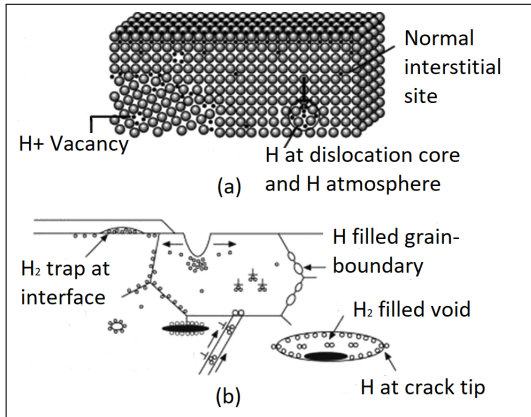 Normal
interstitial
site
H+ Vacancy
H at dislocation core
and H atmosphere
(a)
H filled grain-
boundary
H₂ trap at
interface
H₂ filled void
H at crack tip
(b)